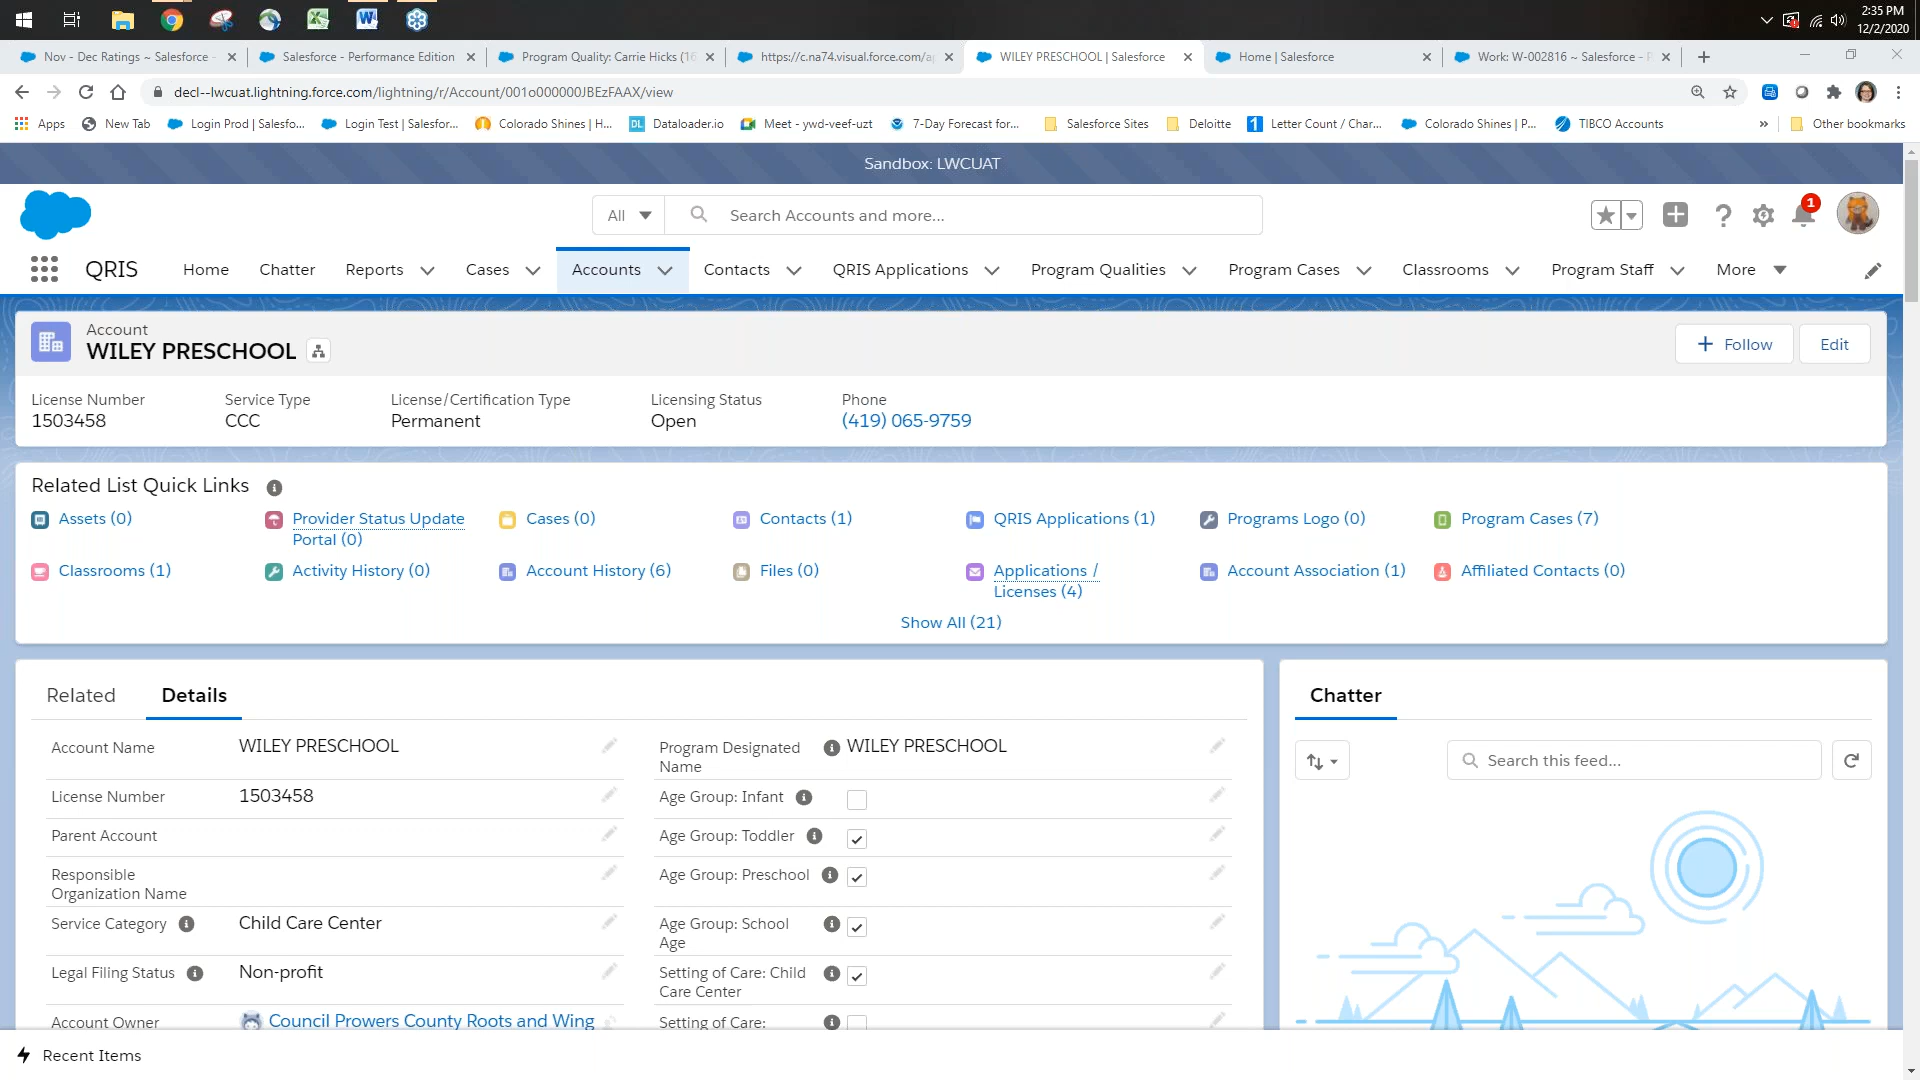 2:35 PM
12/2/2020
Nov - Dec Ratings ~ Salesforce -
Salesforce - Performance Edition
Program Quality: Carrie Hicks (16
https://c.na74.visual.force.com/a
WILEY PRESCHOOL | Salesforce
Home | Salesforce
Work: W-002816 ~ Salesforce -
decl--lwcuat.lightning.force.com/lightning/r/Account/001o000000JBEzFAAX/view
Apps
New Tab
Login Prod | Salesfo...
Login Test | Salesfor...
Colorado Shines | H...
DL Dataloader.io
Meet - ywd-veef-uzt
7-Day Forecast for...
Salesforce Sites
Deloitte
1 Letter Count / Char...
Colorado Shines | P...
TIBCO Accounts
»
Other bookmarks
Sandbox: LWCUAT
All
Search Accounts and more...
1
QRIS
Home
Chatter
Reports
Cases
Accounts
Contacts
QRIS Applications
Program Qualities
Program Cases
Classrooms
Program Staff
More
Account
WILEY PRESCHOOL
+ Follow
Edit
License Number
1503458
Service Type
CCC
License/Certification Type
Permanent
Licensing Status
Open
Phone
(419) 065-9759
Related List Quick Links
Assets (0)
Provider Status Update
Portal (0)
Cases (0)
Contacts (1)
QRIS Applications (1)
Programs Logo (0)
Program Cases (7)
Classrooms (1)
Activity History (0)
Account History (6)
Files (0)
Applications /
Licenses (4)
Account Association (1)
Affiliated Contacts (0)
Show All (21)
Related
Details
Account Name
WILEY PRESCHOOL
License Number
1503458
Parent Account
Responsible
Organization Name
Service Category
Child Care Center
Legal Filing Status
Non-profit
Account Owner
Council Prowers County Roots and Wing
Program Designated
Name
WILEY PRESCHOOL
Age Group: Infant
Age Group: Toddler
Age Group: Preschool
Age Group: School
Age
Setting of Care: Child
Care Center
Setting of Care:
Chatter
Search this feed...
Recent Items